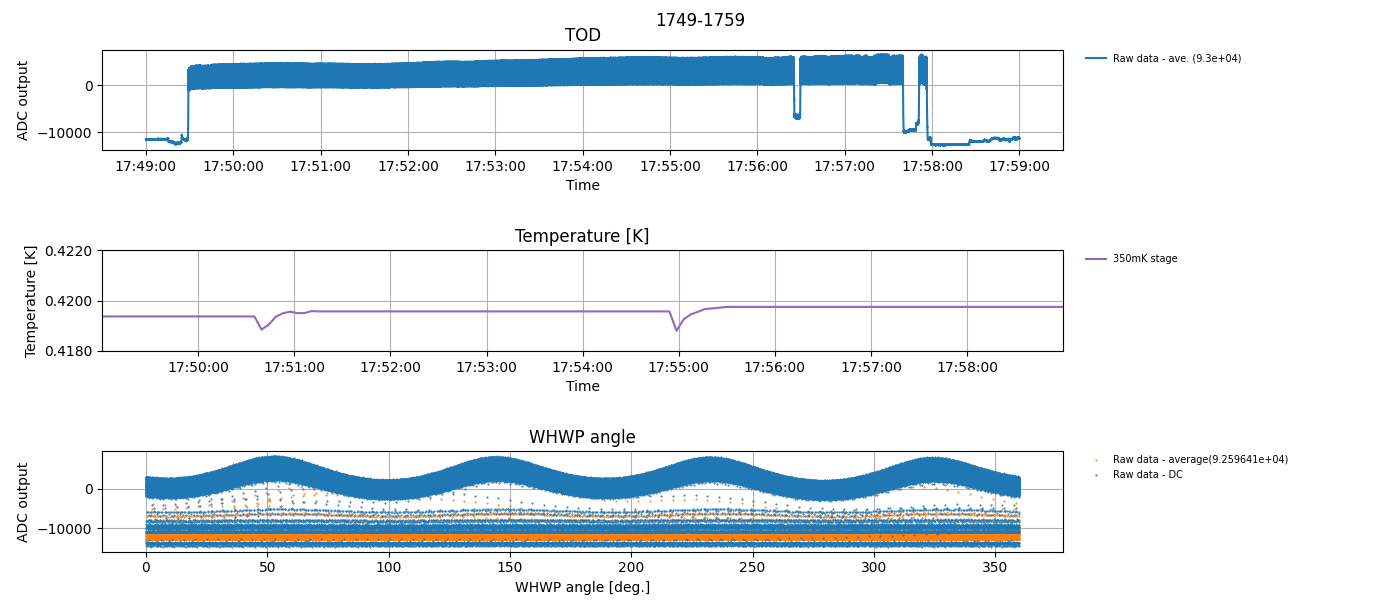 1749-1759
TOD
ADC output
0
−10000
17:49:00 17:50:00 17:51:00 17:52:00 17:53:00 17:54:00 17:55:00 17:56:00 17:57:00 17:58:00 17:59:00
Time
Raw data - ave. (9.3e+04)
Temperature [K]
Temperature [K]
0.4220
0.4200
0.4180
17:50:00 17:51:00 17:52:00 17:53:00 17:54:00 17:55:00 17:56:00 17:57:00 17:58:00
Time
350mK stage
WHWP angle
ADC output
0
−10000
0 50 100 150 200 250 300 350
WHWP angle [deg.]
Raw data - average(9.259641e+04)
Raw data - DC